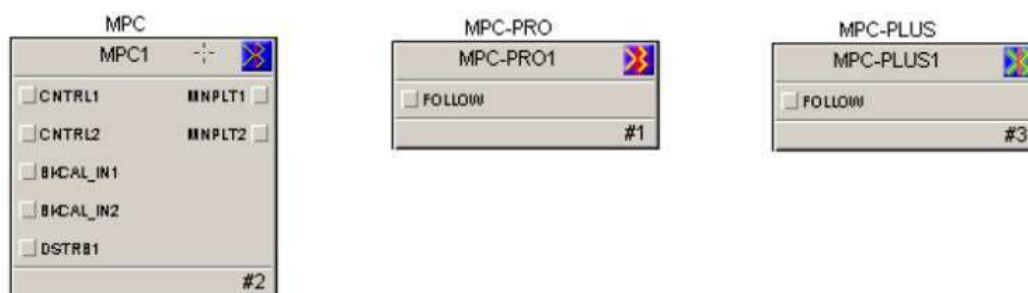 MPC
MPC1
CNTRL1 MNPLT1
CNTRL2 MNPLT2
BKCAL_IN1
BKCAL_IN2
DSTRB1
#2
MPC-PRO
MPC-PRO1
FOLLOW
#1
MPC-PLUS
MPC-PLUS1
FOLLOW
#3